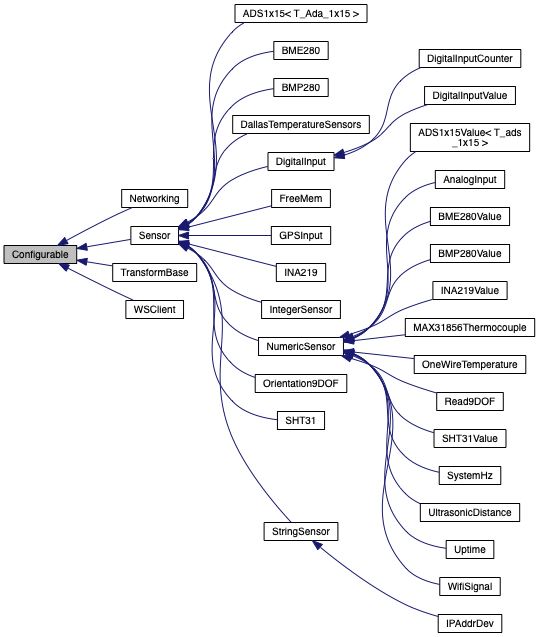 Configurable
Networking
Sensor
TransformBase
WSClient
ADS1x15< T_Ada_1x15 >
BME280
BMP280
DallasTemperatureSensors
DigitalInput
FreeMem
GPSInput
INA219
IntegerSensor
NumericSensor
Orientation9DOF
SHT31
StringSensor
DigitalInputCounter
DigitalInputValue
ADS1x15Value< T_ads
_1x15 >
AnalogInput
BME280Value
BMP280Value
INA219Value
MAX31856Thermocouple
OneWireTemperature
Read9DOF
SHT31Value
SystemHz
UltrasonicDistance
Uptime
WifiSignal
IPAddrDev